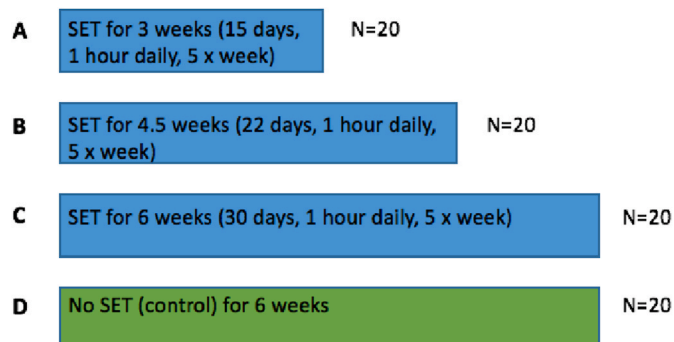 A SET for 3 weeks (15 days, N=20
1 hour daily, 5 x week)
B SET for 4.5 weeks (22 days, 1 hour daily, N=20
5 x week)
C SET for 6 weeks (30 days, 1 hour daily, 5 x week) N=20
D No SET (control) for 6 weeks N=20